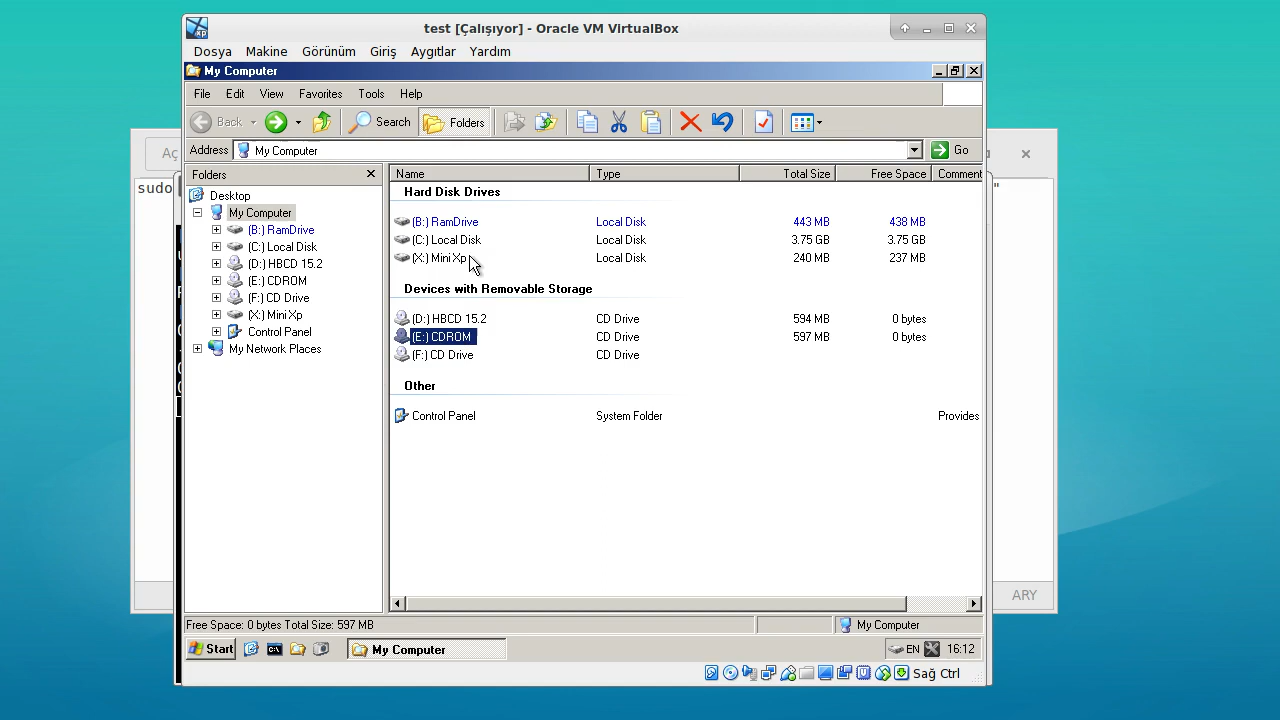 test [Çalışıyor] - Oracle VM VirtualBox
Dosya Makine Görünüm Giriş Aygıtlar Yardım
My Computer
File Edit View Favorites Tools Help
Back Search Folders
Address My Computer Go
Folders
Desktop
My Computer
(B:) RamDrive
(C:) Local Disk
(D:) HBCD 15.2
(E:) CDROM
(F:) CD Drive
(X:) Mini Xp
Control Panel
My Network Places
Name Type Total Size Free Space Comment
Hard Disk Drives
(B:) RamDrive Local Disk 443 MB 438 MB
(C:) Local Disk Local Disk 3.75 GB 3.75 GB
(X:) Mini Xp Local Disk 240 MB 237 MB
Devices with Removable Storage
(D:) HBCD 15.2 CD Drive 594 MB 0 bytes
(E:) CDROM CD Drive 597 MB 0 bytes
(F:) CD Drive CD Drive
Other
Control Panel System Folder Provides
Free Space: 0 bytes Total Size: 597 MB My Computer
Start My Computer EN 16:12
Sağ Ctrl
Aç
sudo "
ARY